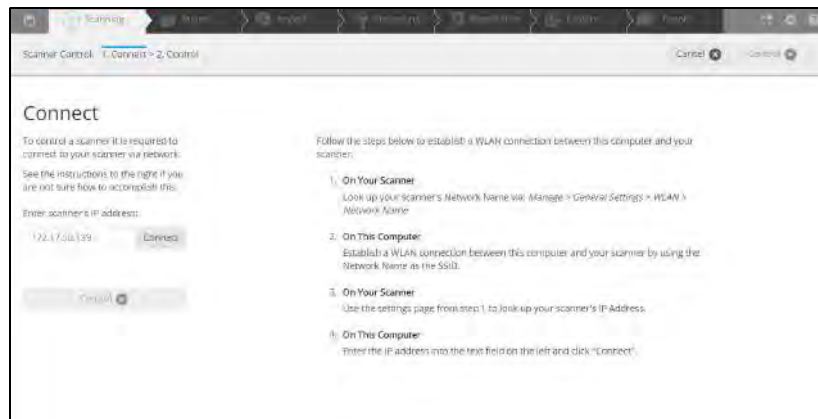 Scanning
Scanner Control: 1. Connect > 2. Control
Cancel
Control
Connect
To control a scanner it is required to
connect to your scanner via network.
See the instructions to the right if you
are not sure how to accomplish this.
Enter scanner's IP address:
Connect
Control
Follow the steps below to establish a WLAN connection between this computer and your
scanner.
1. On Your Scanner
Look up your scanner's Network Name via: Manage > General Settings > WLAN >
Network Name
2. On This Computer
Establish a WLAN connection between this computer and your scanner by using the
Network Name as the SSID.
3. On Your Scanner
Use the settings page from step 1 to look up your scanner's IP Address.
4. On This Computer
Enter the IP address into the text field on the left and click "Connect".